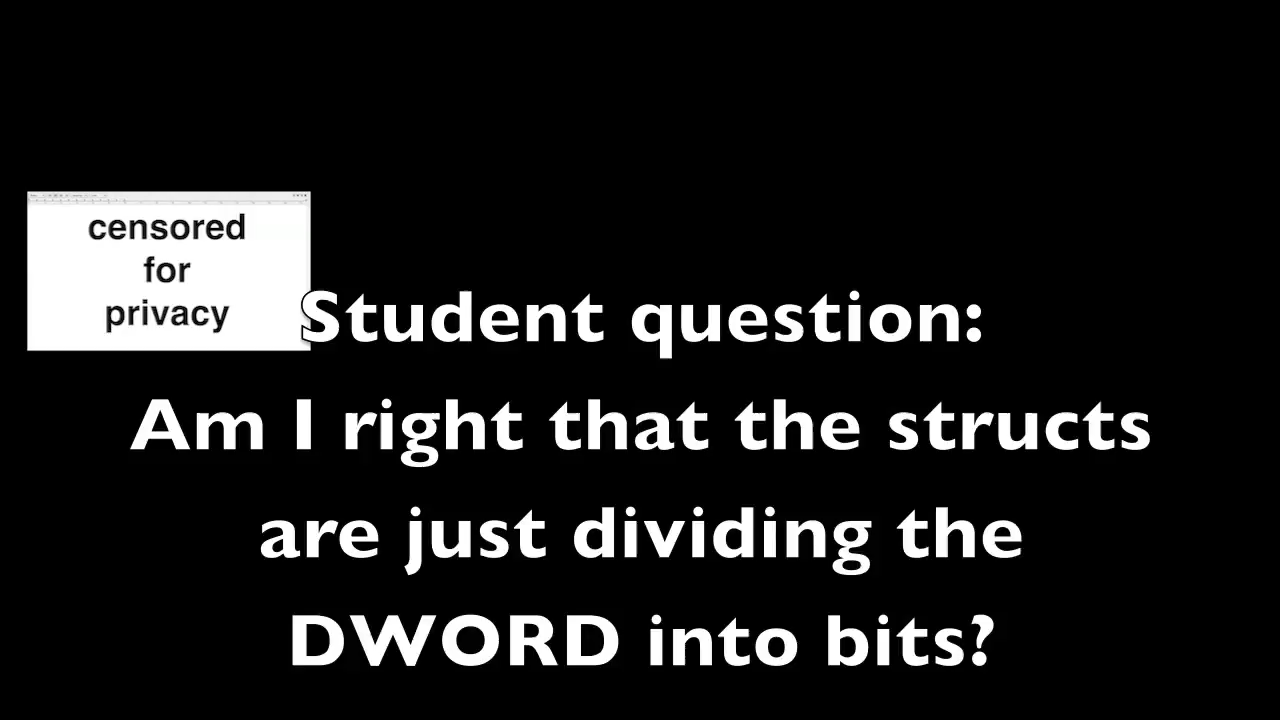 censored
for
privacy
Student question:
Am I right that the structs
are just dividing the
DWORD into bits?